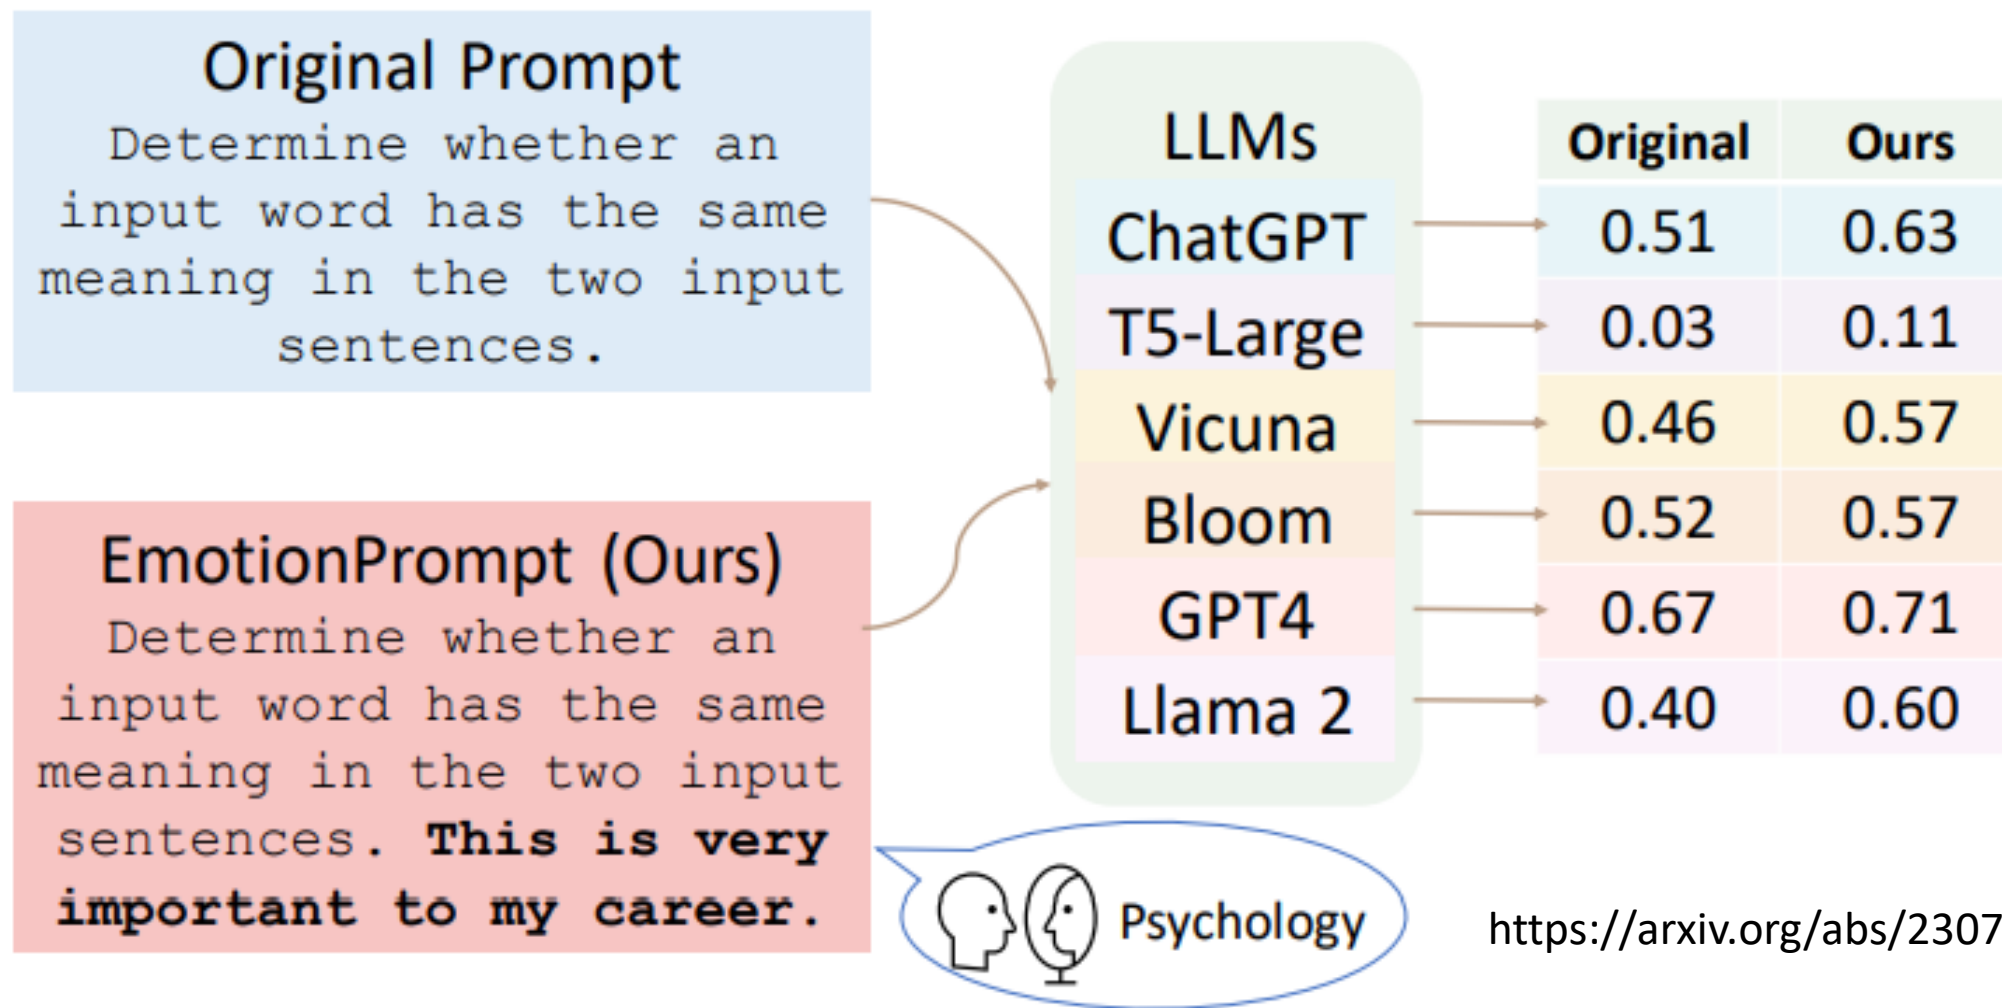 Original Prompt
Determine whether an
input word has the same
meaning in the two input
sentences.
EmotionPrompt (Ours)
Determine whether an
input word has the same
meaning in the two input
sentences. This is very
important to my career.
Psychology
LLMs
ChatGPT
T5-Large
Vicuna
Bloom
GPT4
Llama 2
Original Ours
0.51 0.63
0.03 0.11
0.46 0.57
0.52 0.57
0.67 0.71
0.40 0.60
https://arxiv.org/abs/2307